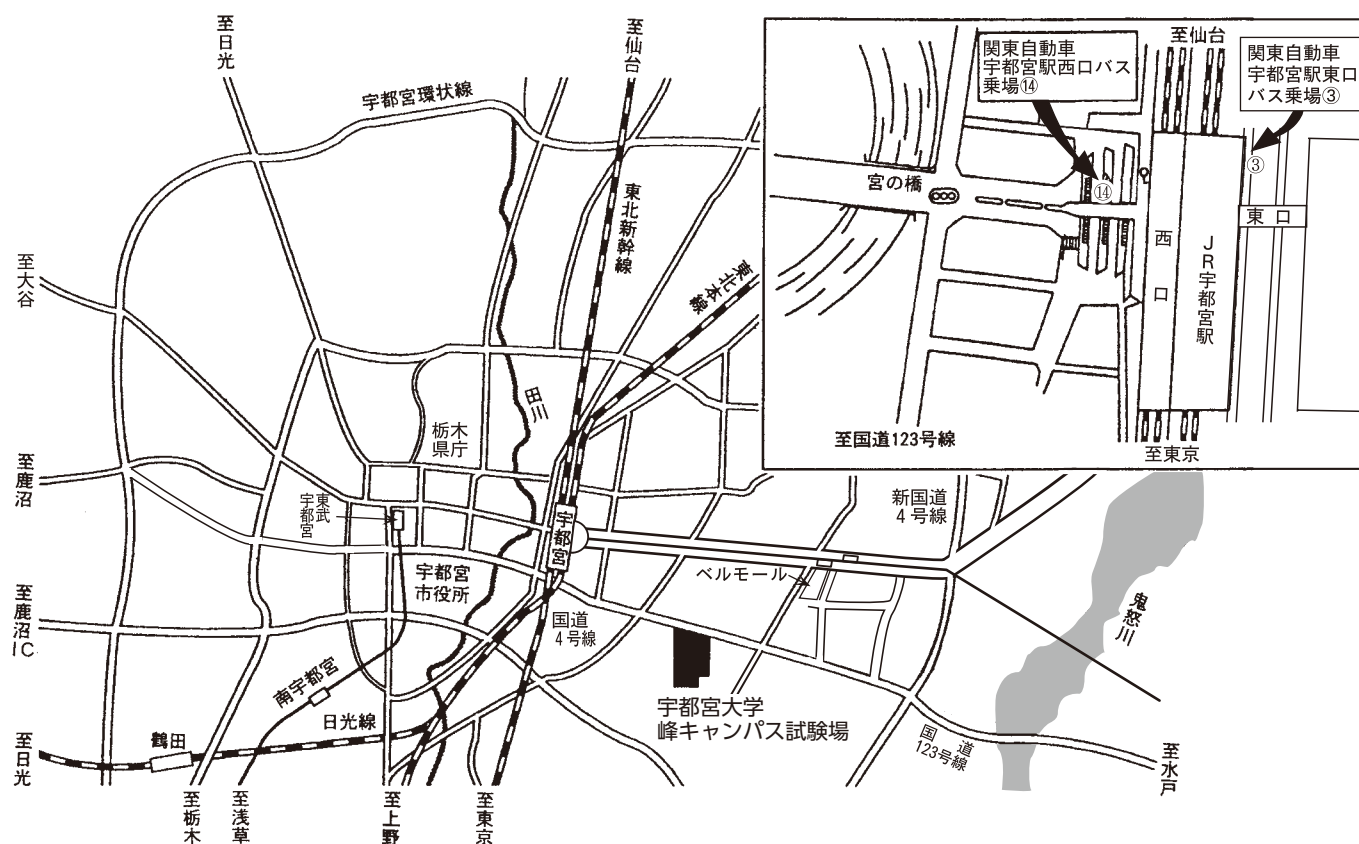 至日光
宇都宮環状線
至仙台
東北新幹線
東北本線
至大谷
田川
栃木
県庁
至鹿沼
東武
宇都宮
宇都宮
宇都宮
市役所
国道
4号線
ベルモール
新国道
4号線
鬼怒川
至鹿沼IC
南宇都宮
日光線
鶴田
至日光
宇都宮大学
峰キャンパス試験場
国道
123号線
至水戸
至栃木
至浅草
至上野
至東京
至仙台
関東自動車
宇都宮駅西口バス
乗場⑭
関東自動車
宇都宮駅東口
バス乗場③
宮の橋
⑭
③
東口
西口
JR宇都宮駅
至国道123号線
至東京